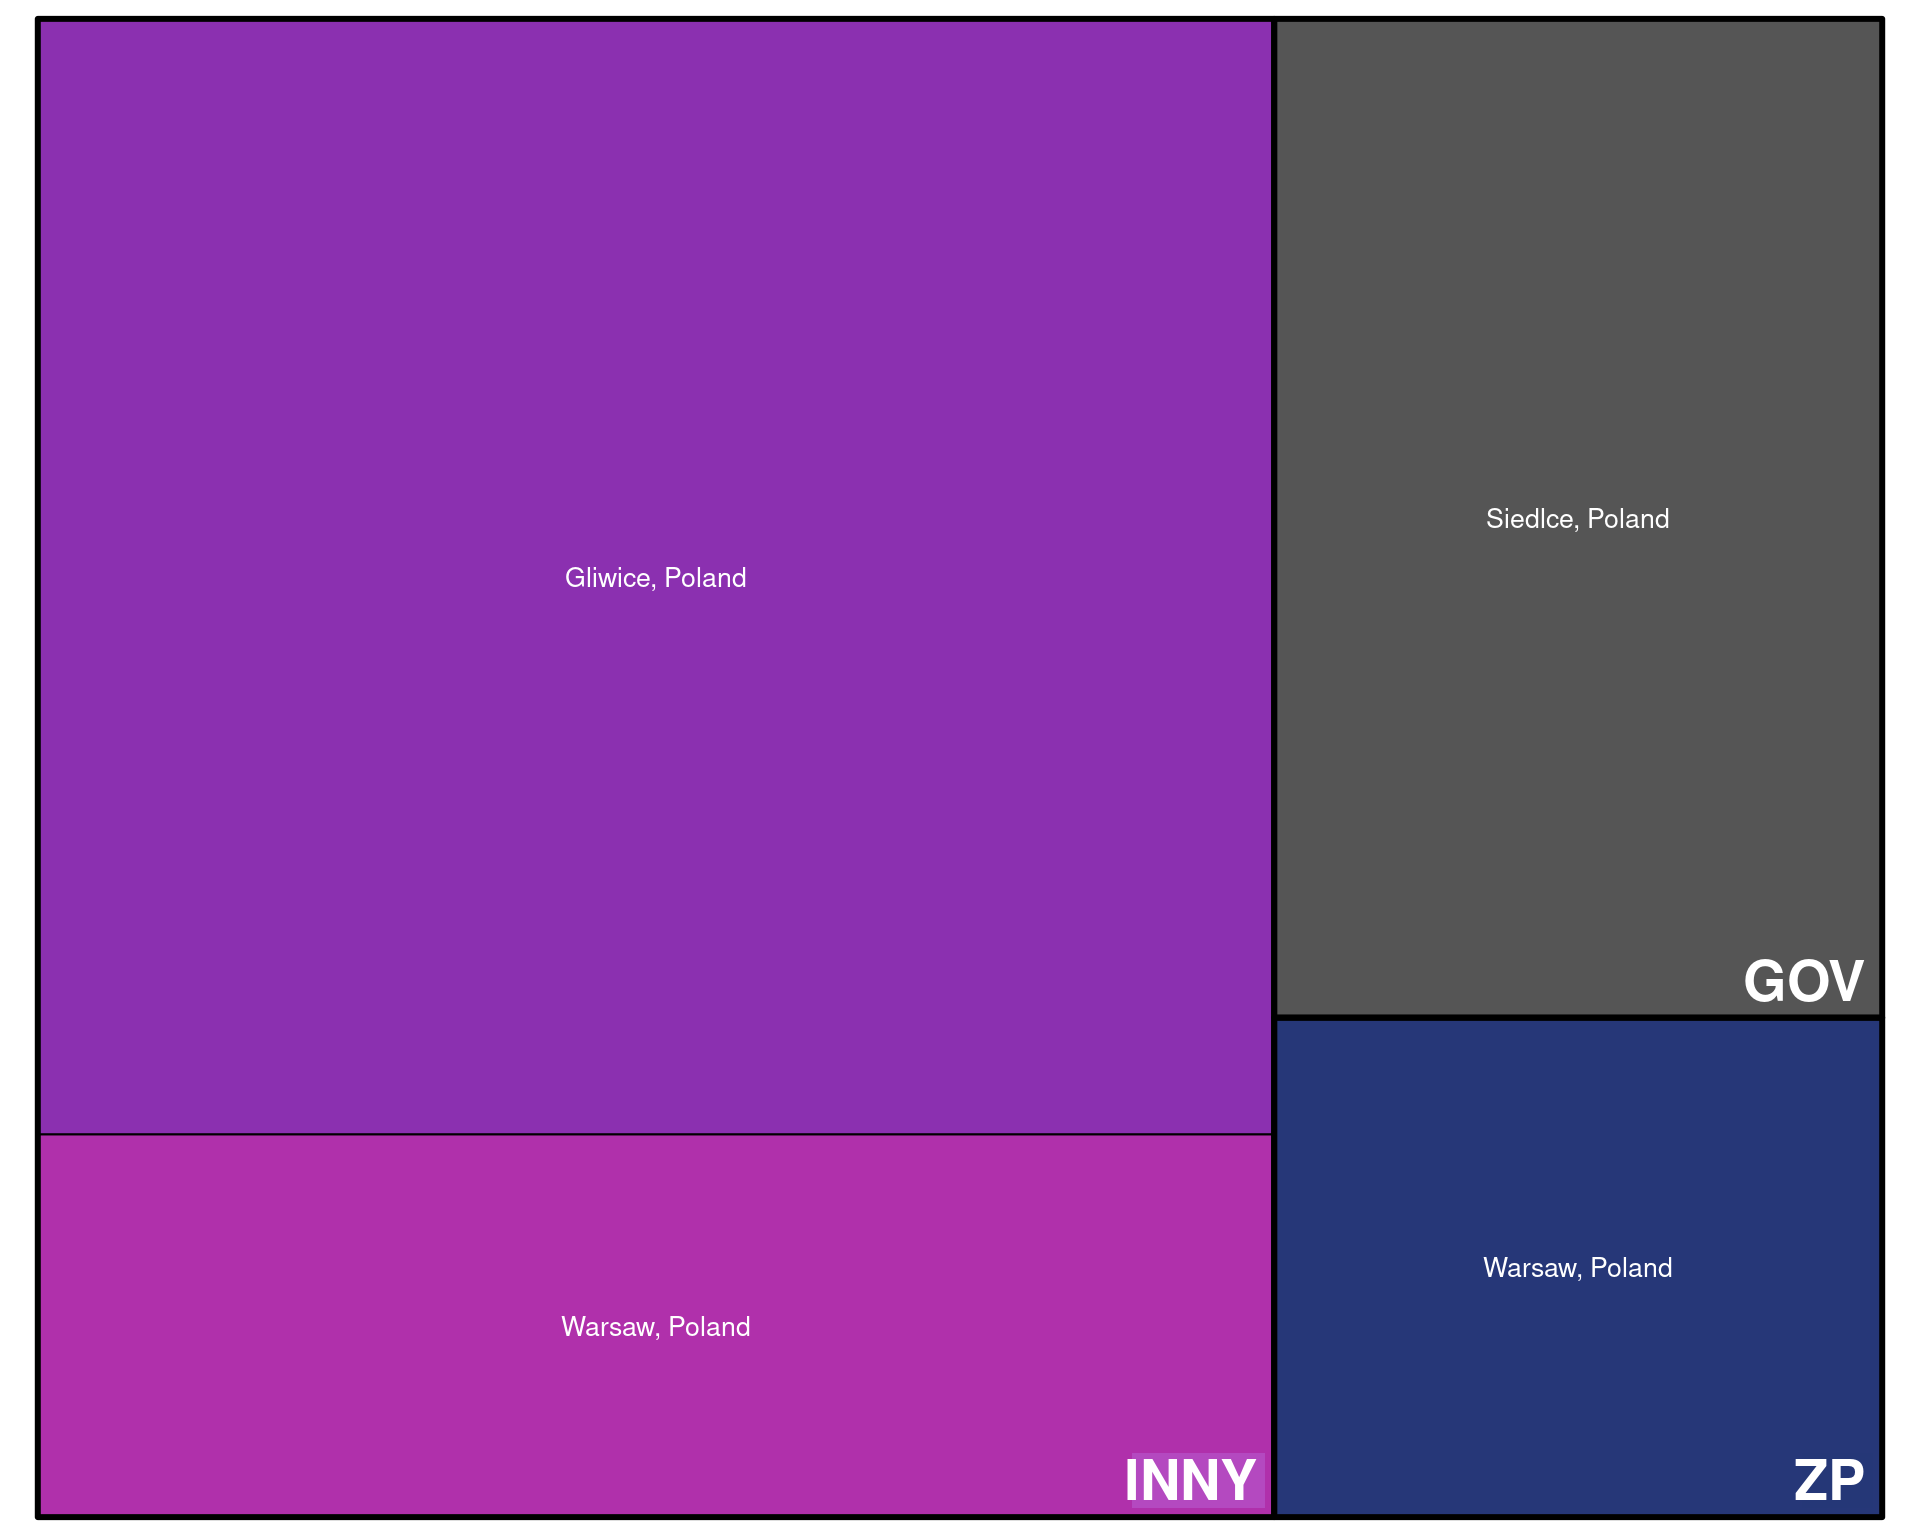 Gliwice, Poland
Warsaw, Poland
INNY
Siedlce, Poland
GOV
Warsaw, Poland
ZP